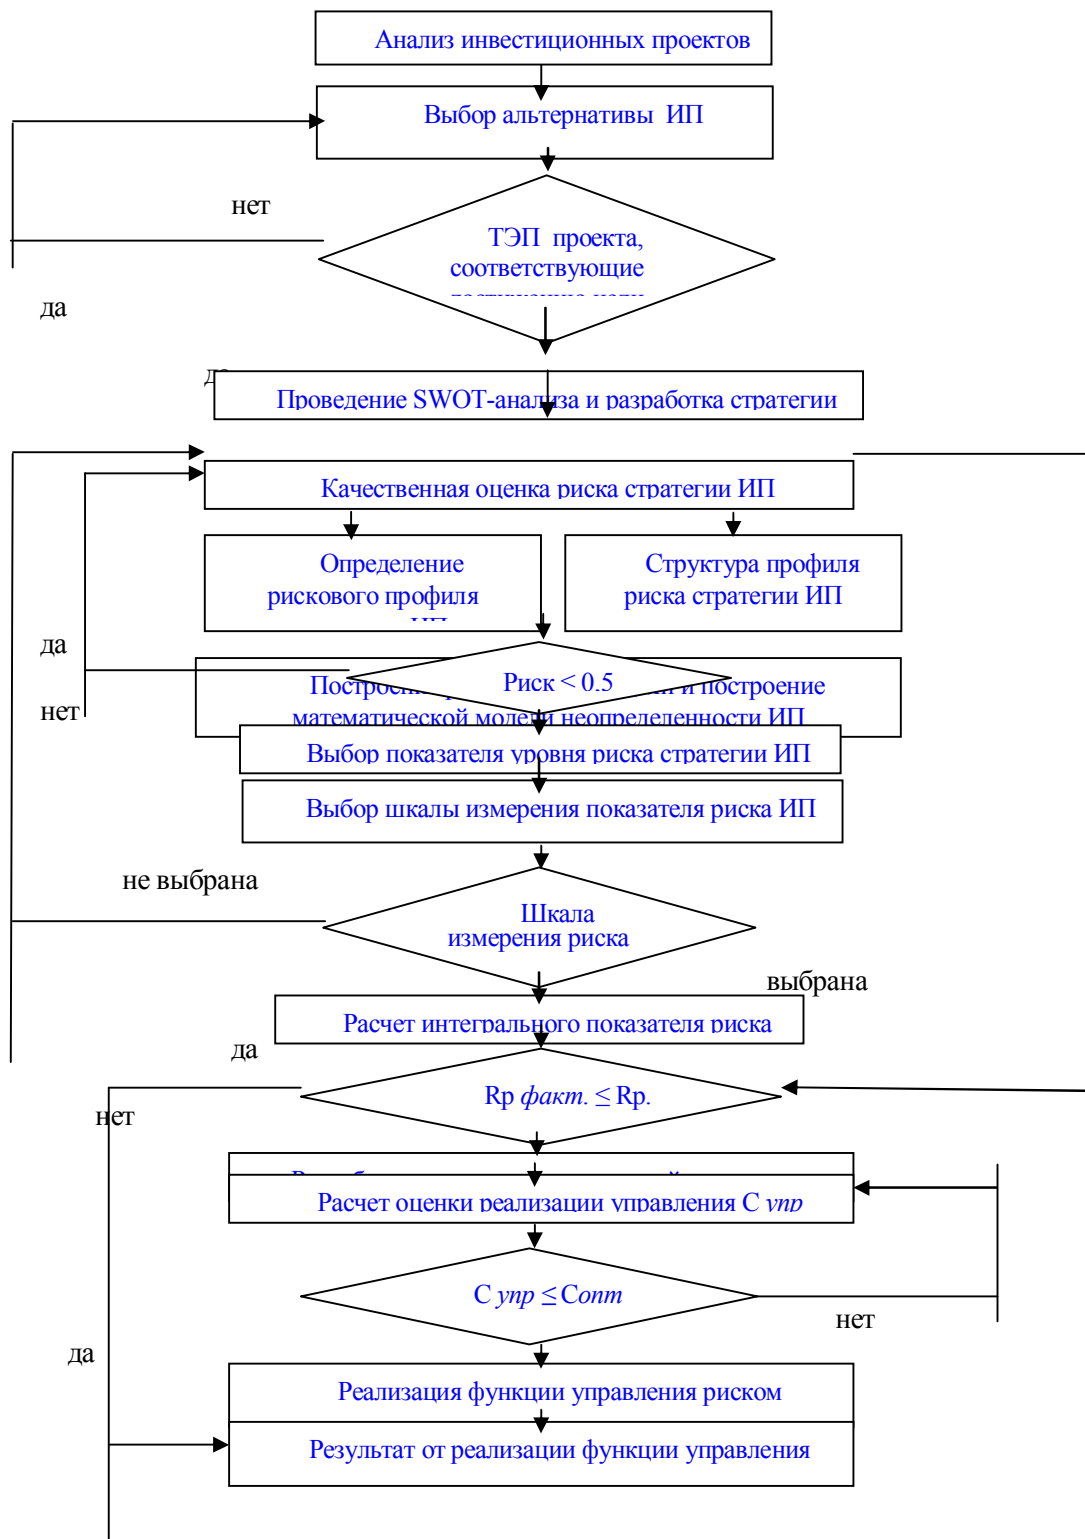 Анализ инвестиционных проектов
Выбор альтернативы ИП
нет
ТЭП проекта,
соответствующие
да
Проведение SWOT-анализа и разработка стратегии
Качественная оценка риска стратегии ИП
Определение
рискового профиля
ИП
Структура профиля
риска стратегии ИП
да
Риск < 0.5
и построение
нет
математической модели неопределенности ИП
Выбор показателя уровня риска стратегии ИП
Выбор шкалы измерения показателя риска ИП
не выбрана
Шкала
измерения риска
выбрана
Расчет интегрального показателя риска
да
Rp факт. ≤ Rp.
нет
Расчет оценки реализации управления С упр
С упр ≤ Сопт
нет
да
Реализация функции управления риском
Результат от реализации функции управления